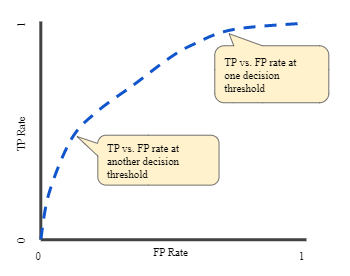 1
TP vs. FP rate at
one decision
threshold
TP Rate
TP vs. FP rate at
another decision
threshold
0
0
FP Rate
1